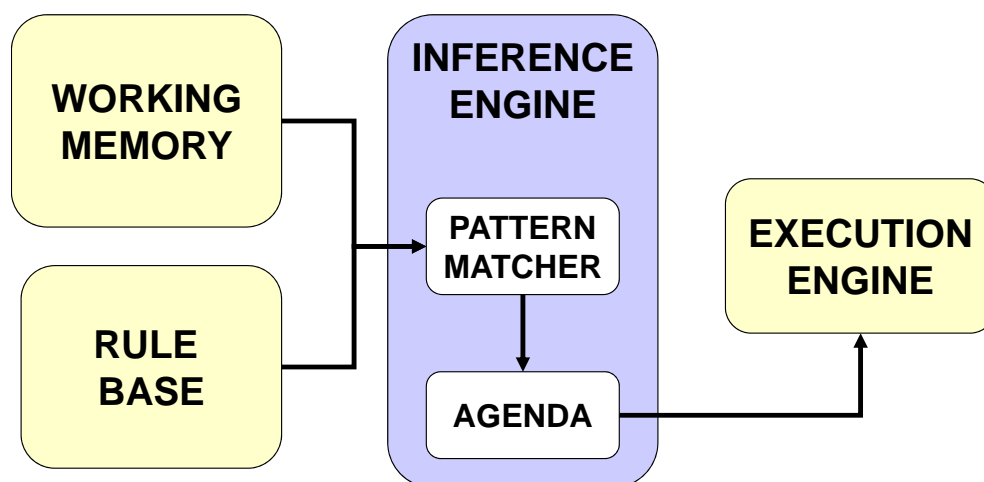 WORKING
MEMORY
INFERENCE
ENGINE
PATTERN
MATCHER
EXECUTION
ENGINE
RULE
BASE
AGENDA